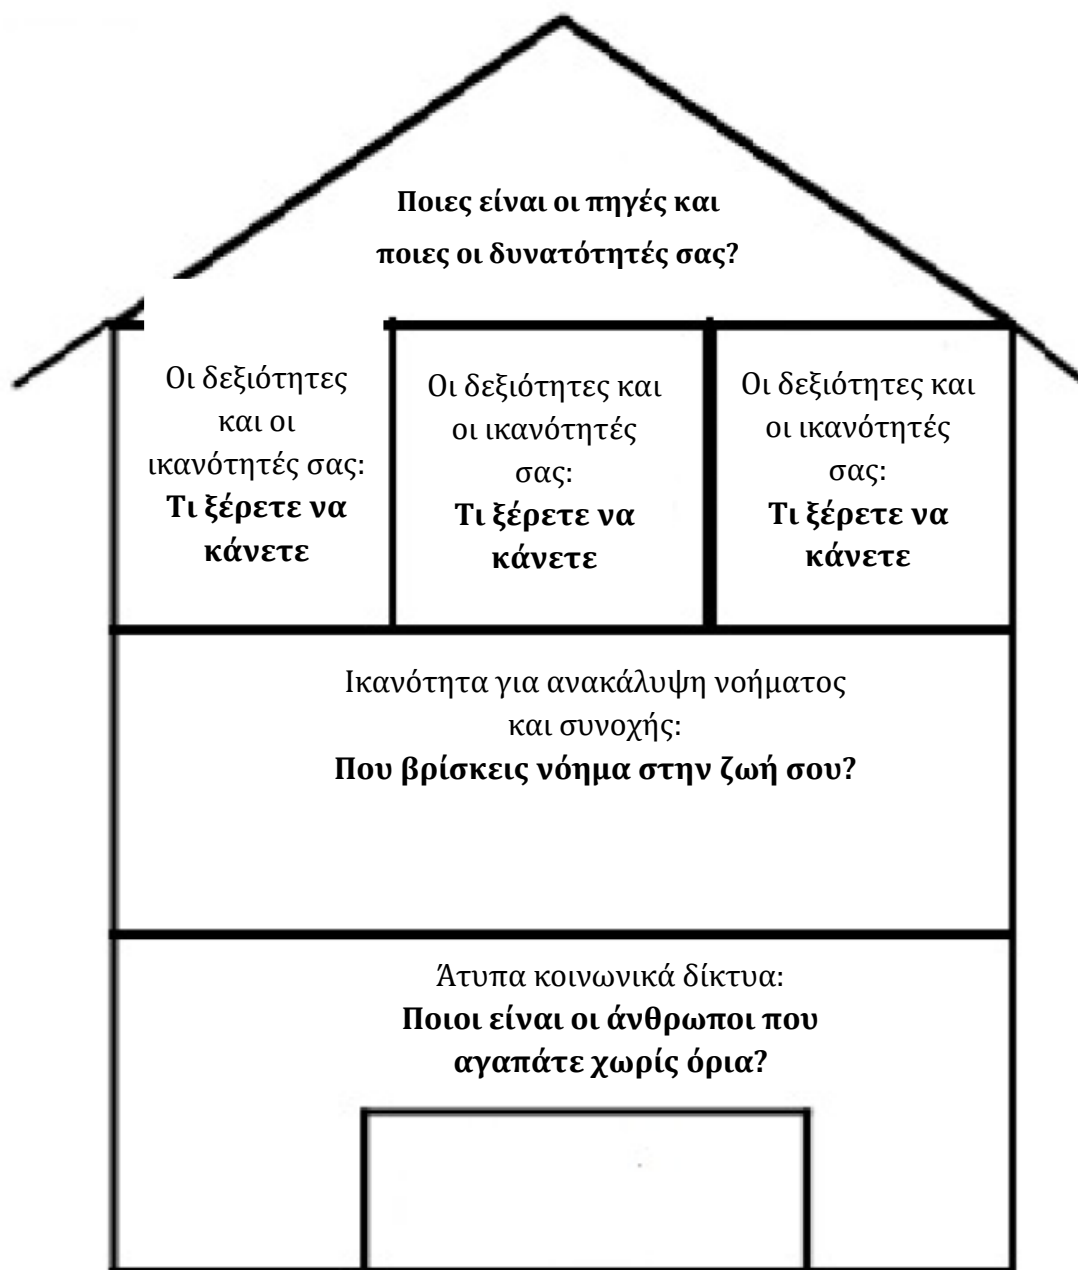 Ποιες είναι οι πηγές και
ποιες οι δυνατότητές σας?
Οι δεξιότητες
και οι
ικανότητές σας:
Τι ξέρετε να
κάνετε
Οι δεξιότητες και
οι ικανότητές
σας:
Τι ξέρετε να
κάνετε
Οι δεξιότητες και
οι ικανότητές
σας:
Τι ξέρετε να
κάνετε
Ικανότητα για ανακάλυψη νοήματος
και συνοχής:
Που βρίσκεις νόημα στην ζωή σου?
Άτυπα κοινωνικά δίκτυα:
Ποιοι είναι οι άνθρωποι που
αγαπάτε χωρίς όρια?